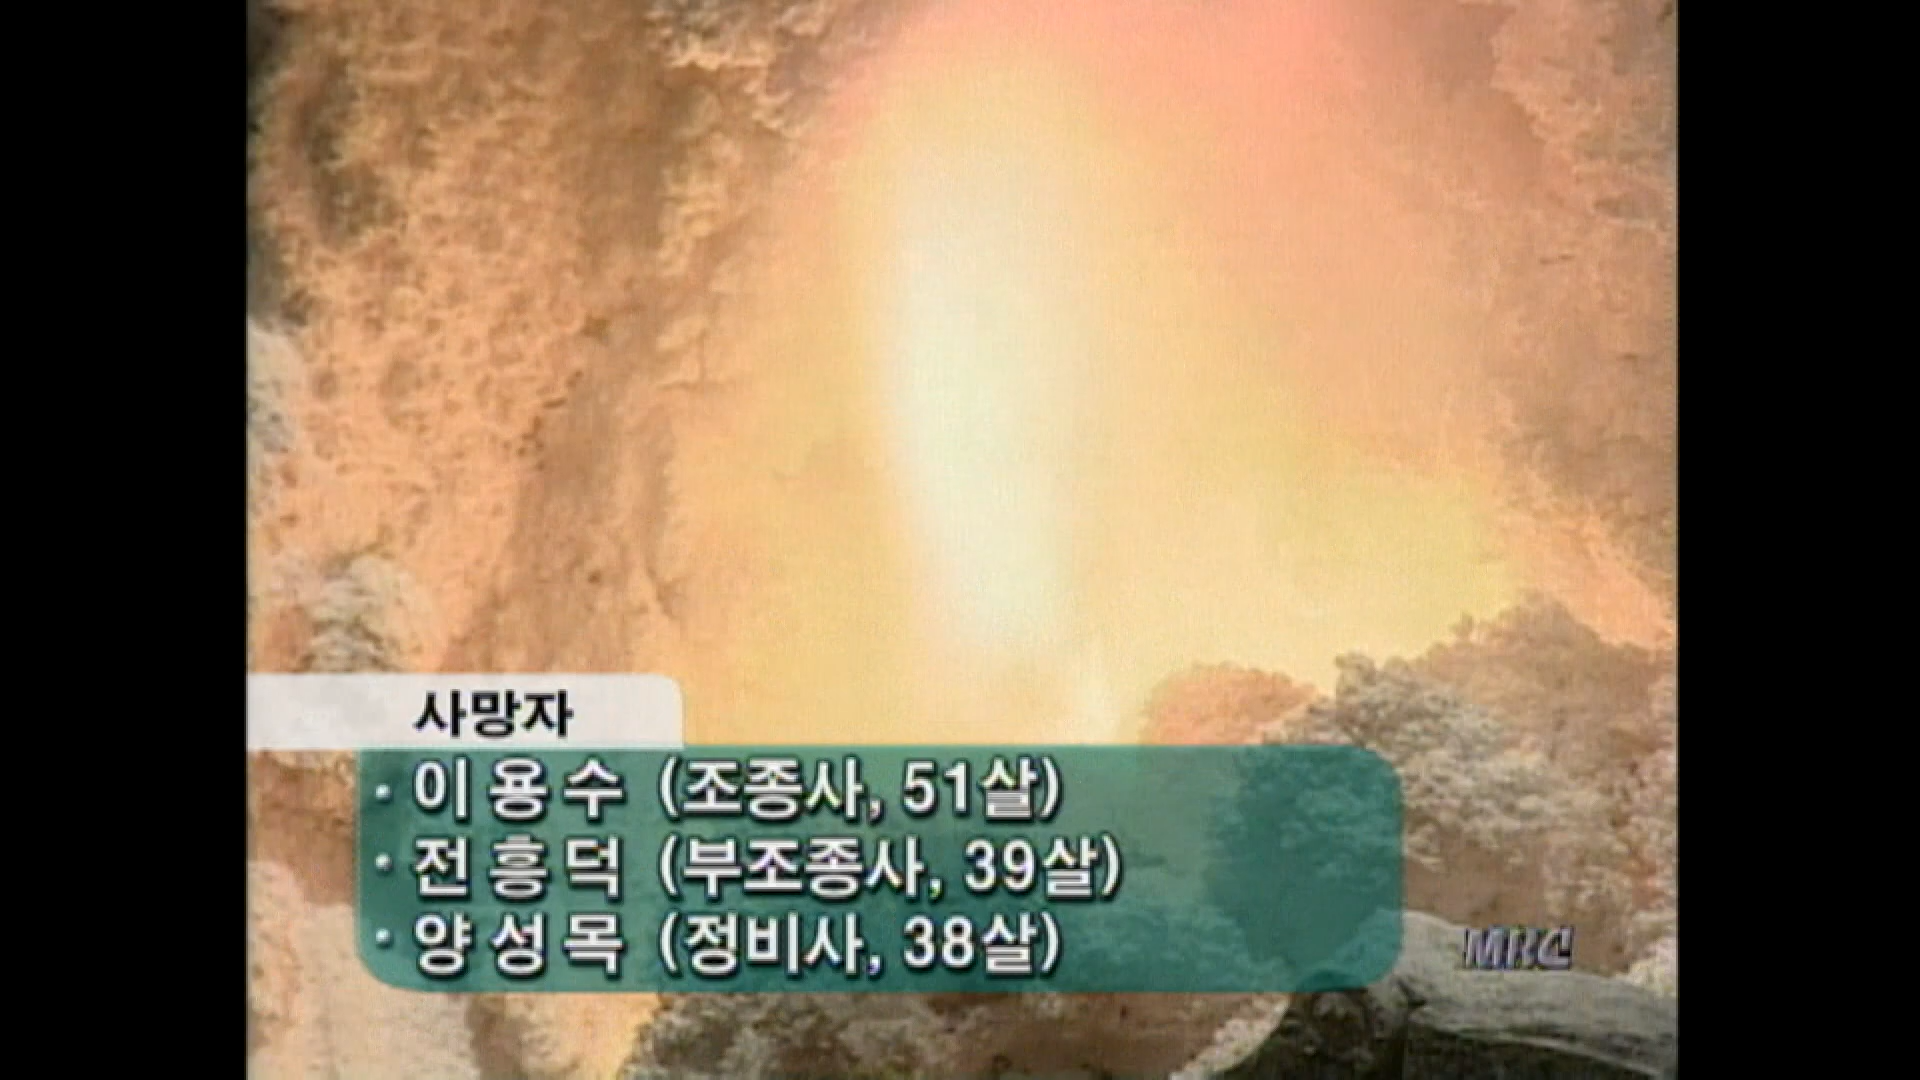 사망자
· 이용수 (조종사, 51살)
· 전흥덕 (부조종사, 39살)
· 양성목 (정비사, 38살)
MBC